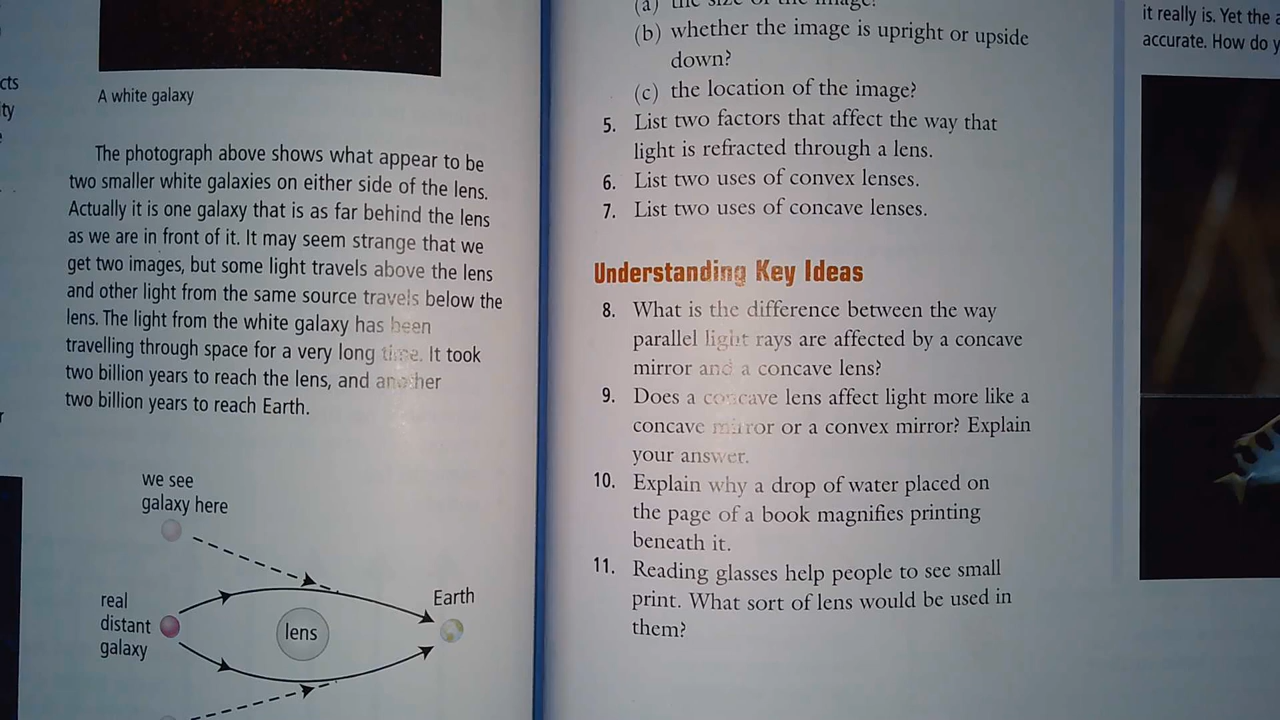 cts
ity
A white galaxy
The photograph above shows what appear to be
two smaller white galaxies on either side of the lens.
Actually it is one galaxy that is as far behind the lens
as we are in front of it. It may seem strange that we
get two images, but some light travels above the lens
and other light from the same source travels below the
lens. The light from the white galaxy has been
travelling through space for a very long time. It took
two billion years to reach the lens, and another
two billion years to reach Earth.
we see
galaxy here
real
distant
galaxy
lens
Earth
(a) the size of the image?
(b) whether the image is upright or upside
down?
(c) the location of the image?
5. List two factors that affect the way that
light is refracted through a lens.
6. List two uses of convex lenses.
7. List two uses of concave lenses.
Understanding Key Ideas
8. What is the difference between the way
parallel light rays are affected by a concave
mirror and a concave lens?
9. Does a concave lens affect light more like a
concave mirror or a convex mirror? Explain
your answer.
10. Explain why a drop of water placed on
the page of a book magnifies printing
beneath it.
11. Reading glasses help people to see small
print. What sort of lens would be used in
them?
it really is. Yet the
accurate. How do